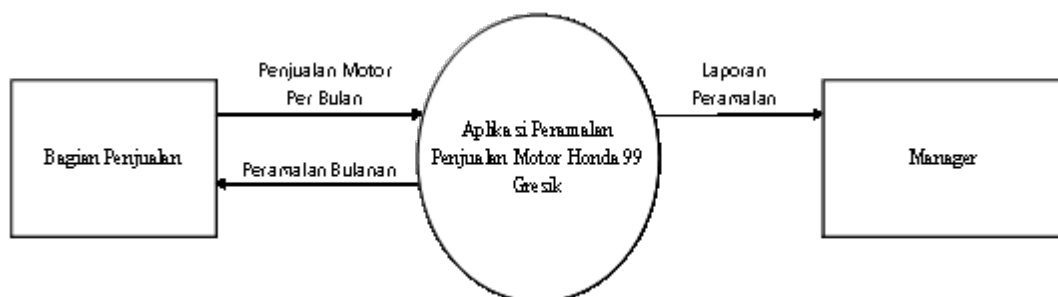 Penjualan Motor
Per Bulan
Laporan
Peramalan
Bagian Penjualan
Aplikasi Peramalan
Penjualan Motor Honda 99
Gresik
Peramalan Bulanan
Manager